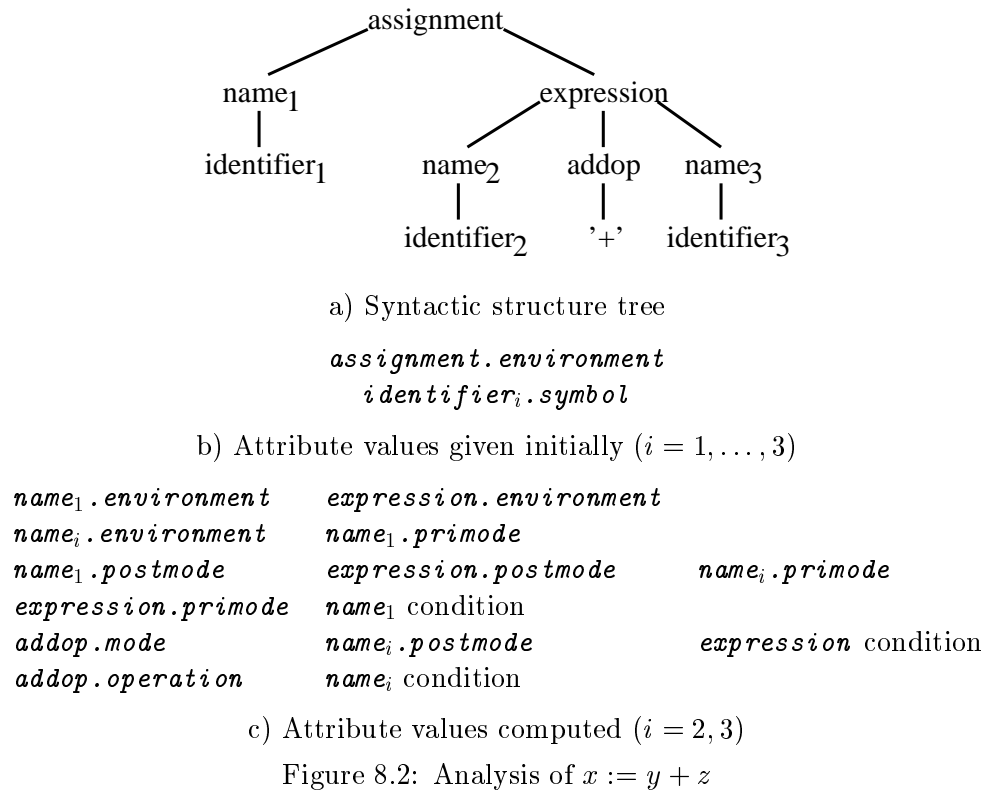 assignment
name1 expression
identifier1 name2 addop name3
identifier2 '+' identifier3
a) Syntactic structure tree
assignment.environment
identifieri.symbol
b) Attribute values given initially (i = 1, . . . , 3)
name1.environment expression.environment
namei.environment name1.primode
name1.postmode expression.postmode namei.primode
expression.primode name1 condition
addop.mode namei.postmode expression condition
addop.operation namei condition
c) Attribute values computed (i = 2, 3)
Figure 8.2: Analysis of x := y + z